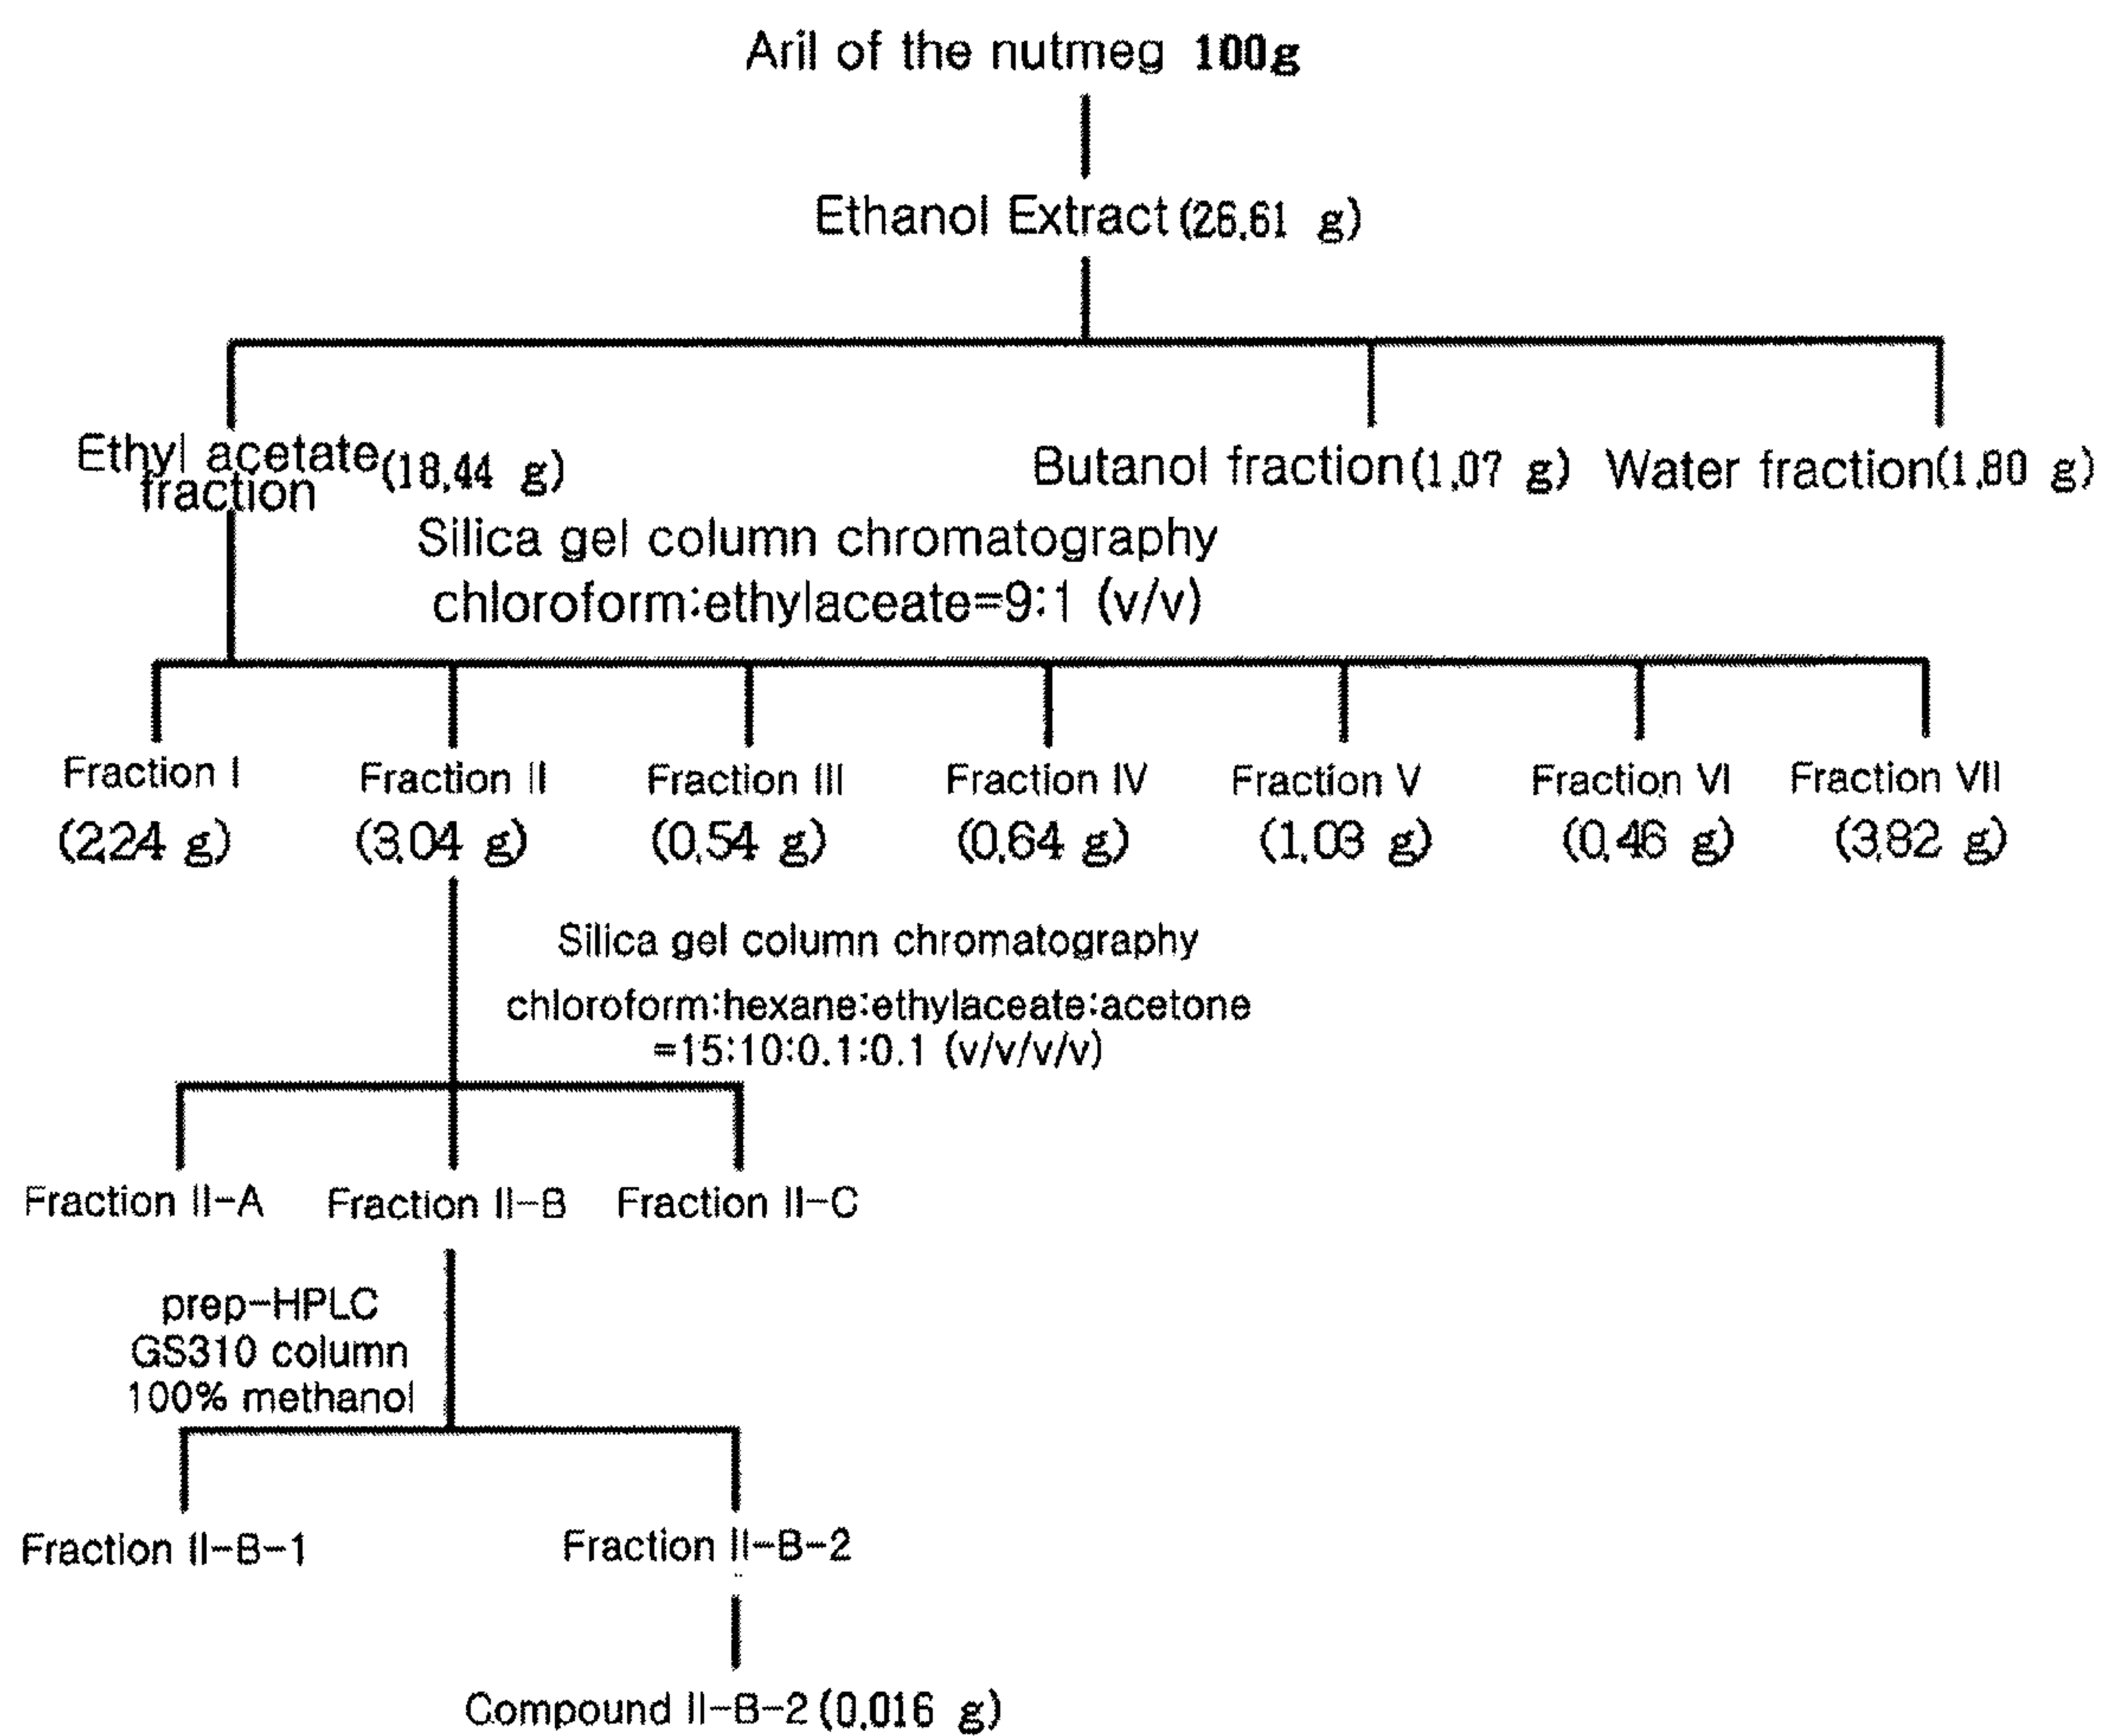 Aril of the nutmeg 100g
Ethanol Extract (26.61 g)
Ethyl acetate fraction (18.44 g)
Butanol fraction (1.07 g)
Water fraction (1.80 g)
Silica gel column chromatography
chloroform:ethylaceate=9:1 (v/v)
Fraction I
(2.24 g)
Fraction II
(3.04 g)
Fraction III
(0.54 g)
Fraction IV
(0.64 g)
Fraction V
(1.03 g)
Fraction VI
(0.46 g)
Fraction VII
(3.82 g)
Silica gel column chromatography
chloroform:hexane:ethylaceate:acetone
=15:10:0.1:0.1 (v/v/v/v)
Fraction II-A
Fraction II-B
Fraction II-C
prep-HPLC
GS310 column
100% methanol
Fraction II-B-1
Fraction II-B-2
Compound II-B-2 (0.016 g)